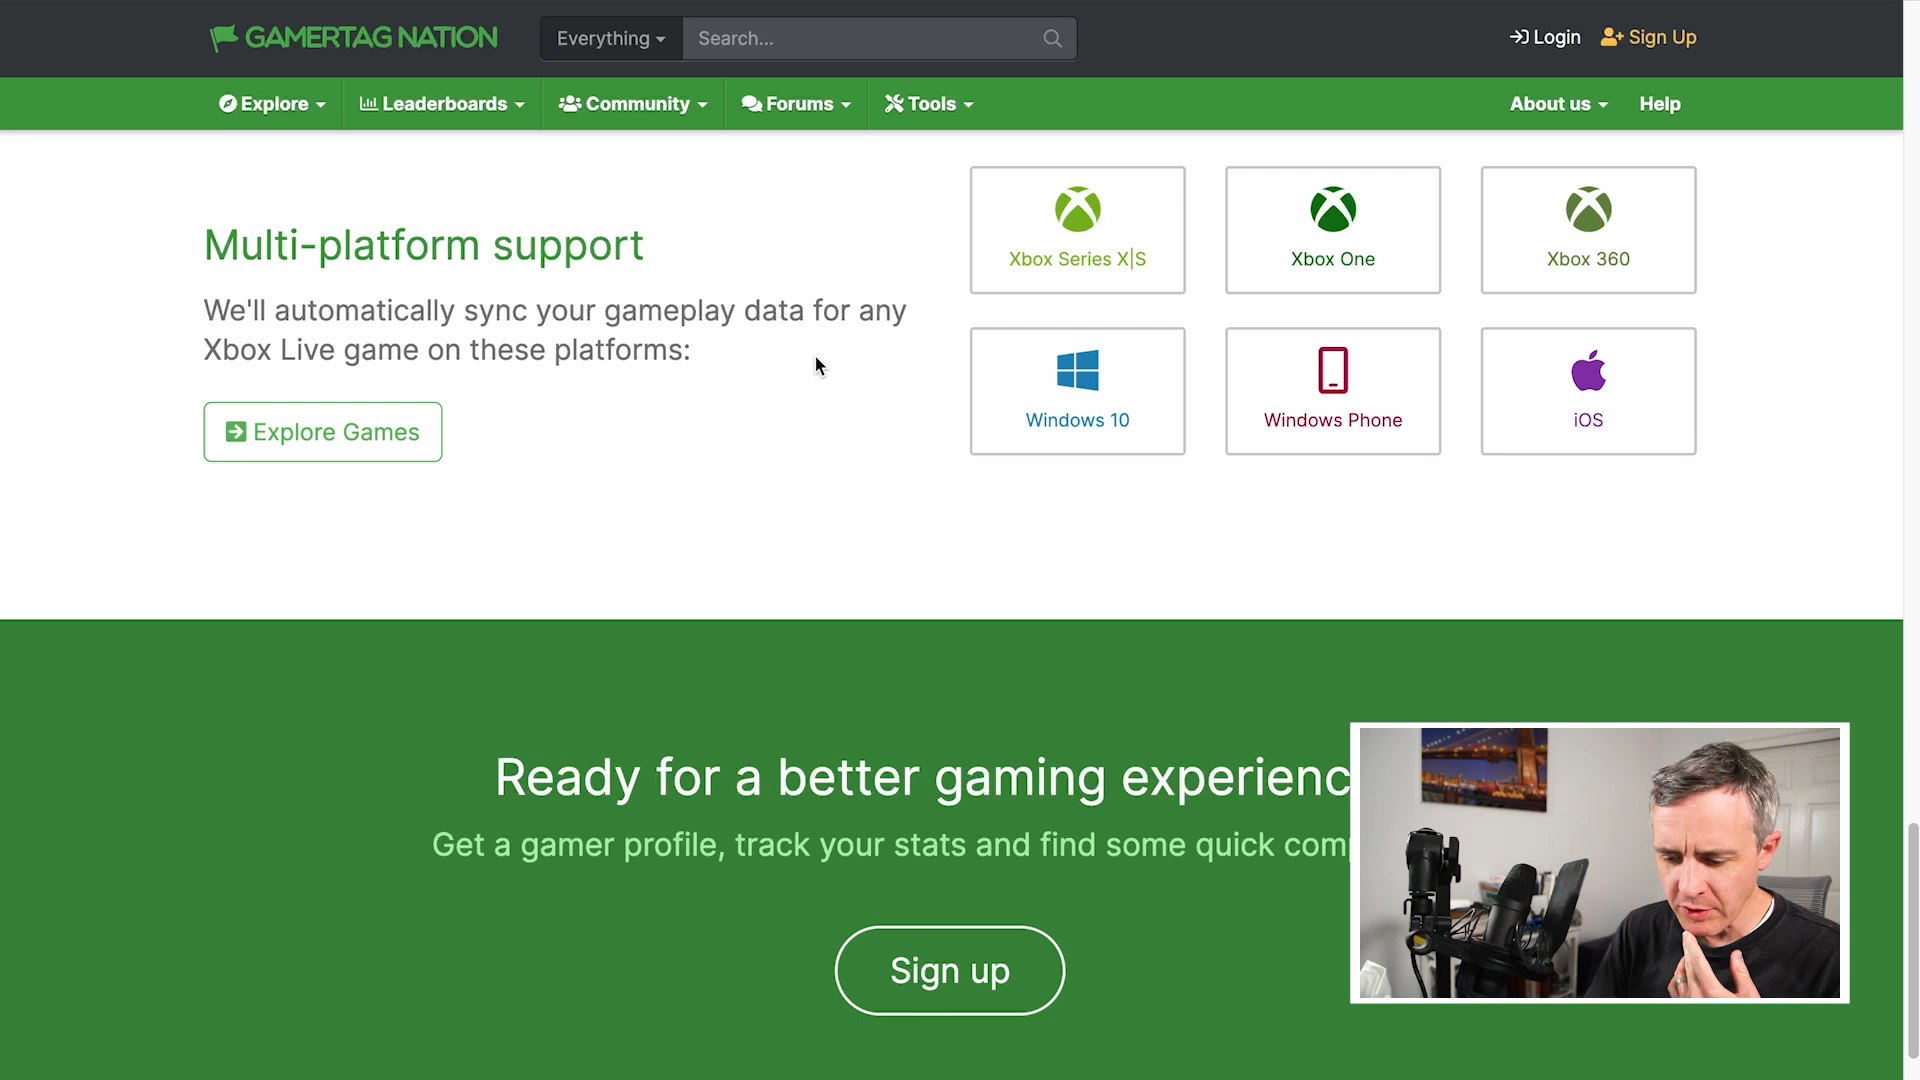 GAMERTAG NATION
Everything
Search...
Login
Sign Up
Explore
Leaderboards
Community
Forums
Tools
About us
Help
Multi-platform support
We'll automatically sync your gameplay data for any
Xbox Live game on these platforms:
Explore Games
Xbox Series X|S
Xbox One
Xbox 360
Windows 10
Windows Phone
iOS
Ready for a better gaming experienc
Get a gamer profile, track your stats and find some quick com
Sign up